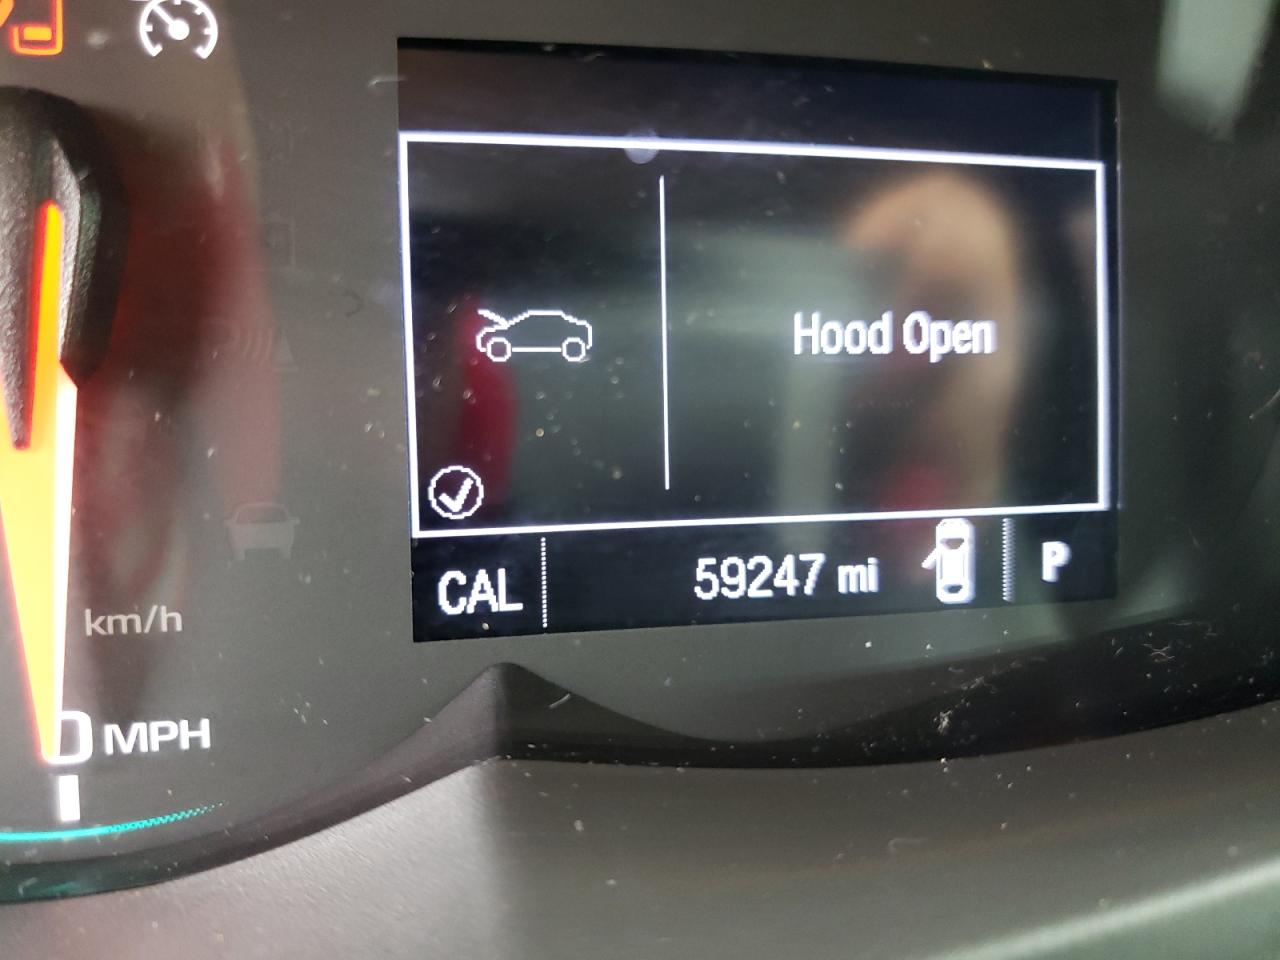 Hood Open
CAL
59247 mi
P
km/h
0 MPH